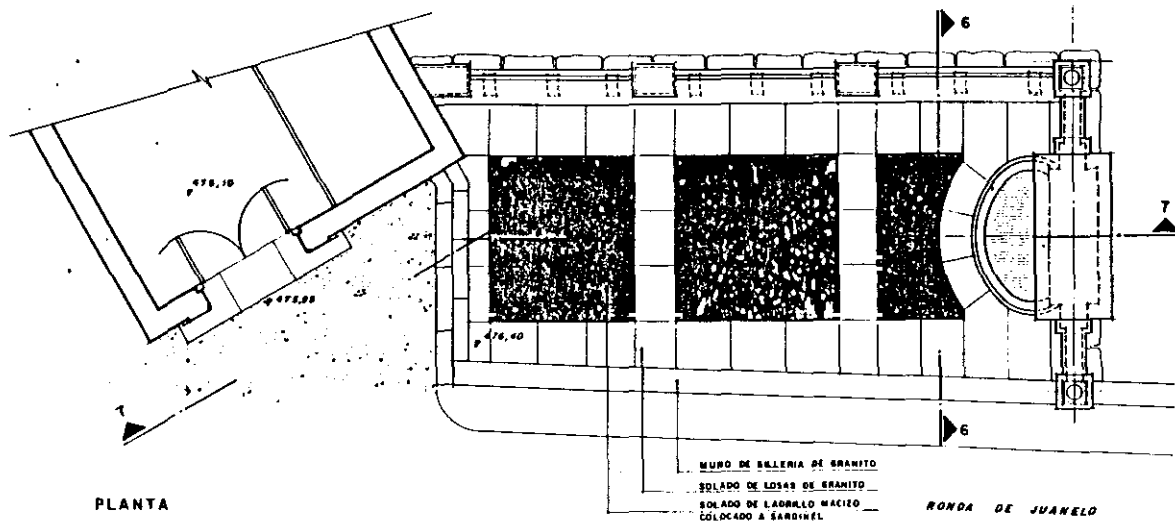 6
475,10
7
475,95
476,40
7
6
MURO DE SILLERIA DE GRANITO
SOLADO DE LOSAS DE GRANITO
SOLADO DE LADRILLO MACIZO
COLOCADO A SARDINEL
PLANTA
RONDA DE JUANELO